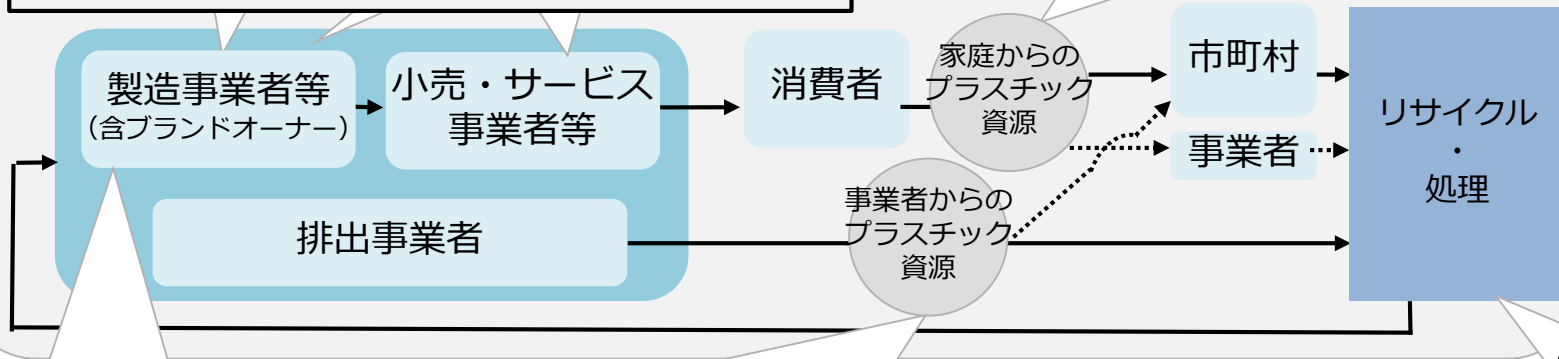 製造事業者等
（含ブランドオーナー）
小売・サービス
事業者等
消費者
家庭からの
プラスチック
資源
市町村
事業者
リサイクル
・
処理
排出事業者
事業者からの
プラスチック
資源